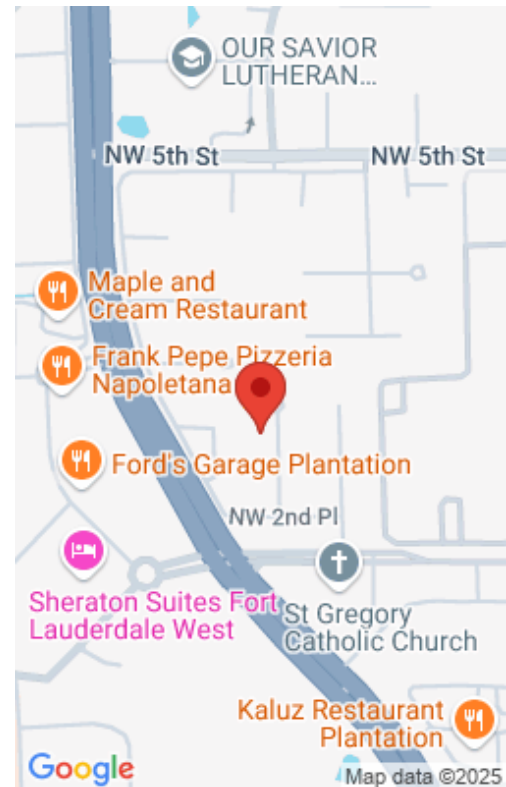 OUR SAVIOR
LUTHERAN...
NW 5th St
NW 5th St
Maple and
Cream Restaurant
Frank Pepe Pizzeria
Napoletana
Ford's Garage Plantation
NW 2nd Pl
Sheraton Suites Fort
Lauderdale West
St Gregory
Catholic Church
Kaluz Restaurant
Plantation
Google
Map data ©2025